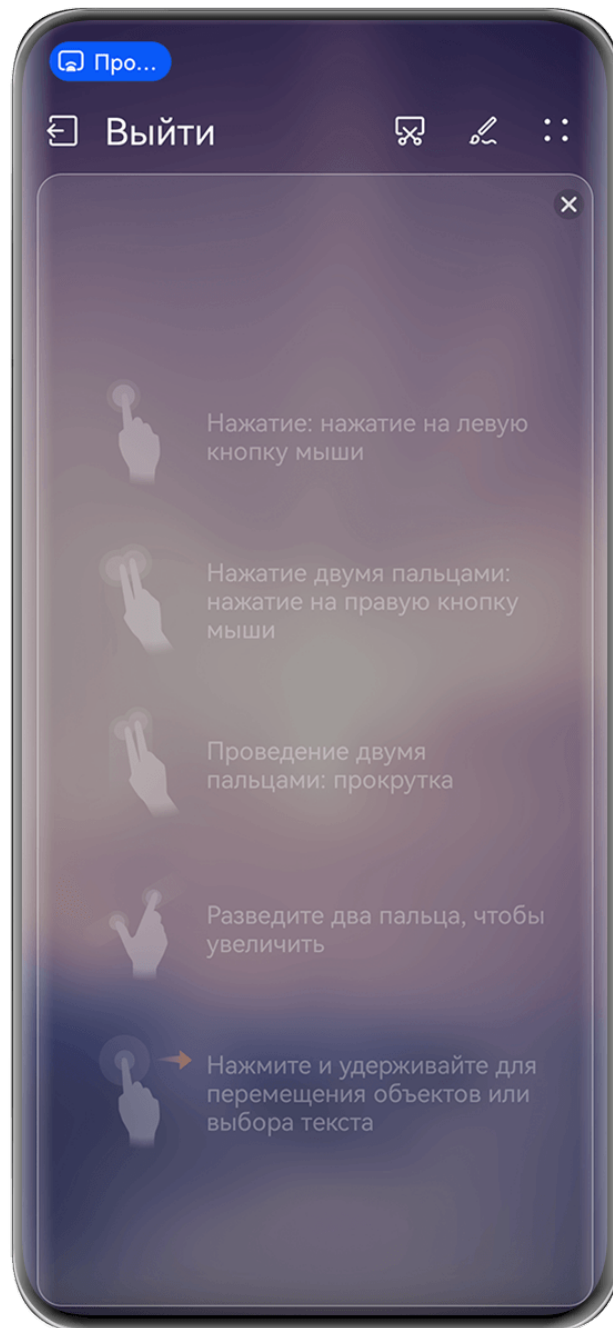 Про...
Выйти
Нажатие: нажатие на левую
кнопку мыши
Нажатие двумя пальцами:
нажатие на правую кнопку
мыши
Проведение двумя
пальцами: прокрутка
Разведите два пальца, чтобы
увеличить
Нажмите и удерживайте для
перемещения объектов или
выбора текста